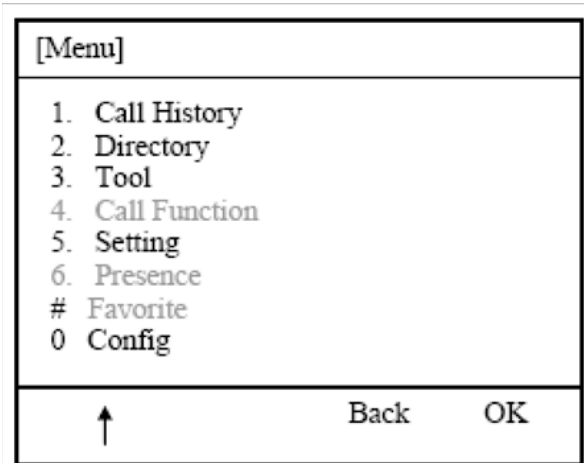 [Menu]
1. Call History
2. Directory
3. Tool
4. Call Function
5. Setting
6. Presence
# Favorite
0 Config
↑ Back OK